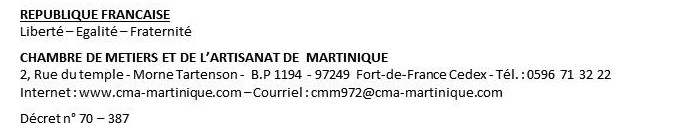 REPUBLIQUE FRANCAISE
Liberté – Egalité – Fraternité
CHAMBRE DE METIERS ET DE L'ARTISANAT DE MARTINIQUE
2, Rue du temple - Morne Tartenson - B.P 1194 - 97249 Fort-de-France Cedex - Tél. : 0596 71 32 22
Internet : www.cma-martinique.com – Courriel : cmm972@cma-martinique.com
Décret n° 70 – 387